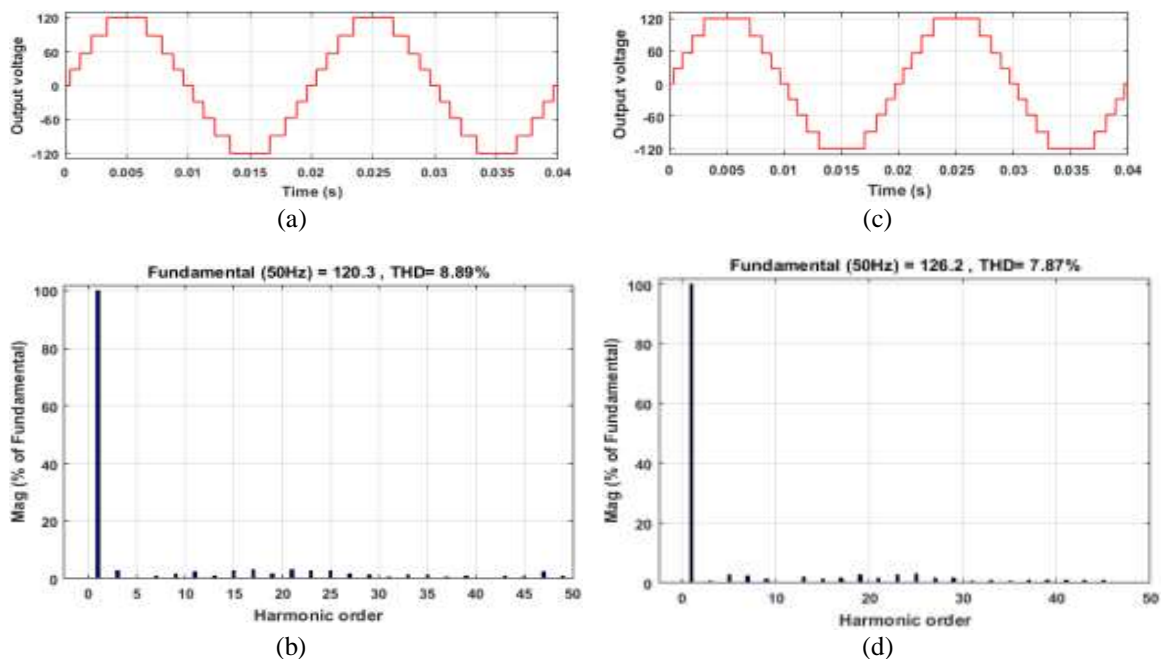 120
60
0
-60
-120
Output voltage
0 0.005 0.01 0.015 0.02 0.025 0.03 0.035 0.04
Time (s)
(a)
120
60
0
-60
-120
Output voltage
0 0.005 0.01 0.015 0.02 0.025 0.03 0.035 0.04
Time (s)
(c)
Fundamental (50Hz) = 120.3 , THD= 8.89%
100
80
60
40
20
0
Mag (% of Fundamental)
0 5 10 15 20 25 30 35 40 45 50
Harmonic order
(b)
Fundamental (50Hz) = 126.2 , THD= 7.87%
100
80
60
40
20
0
Mag (% of Fundamental)
0 10 20 30 40 50
Harmonic order
(d)